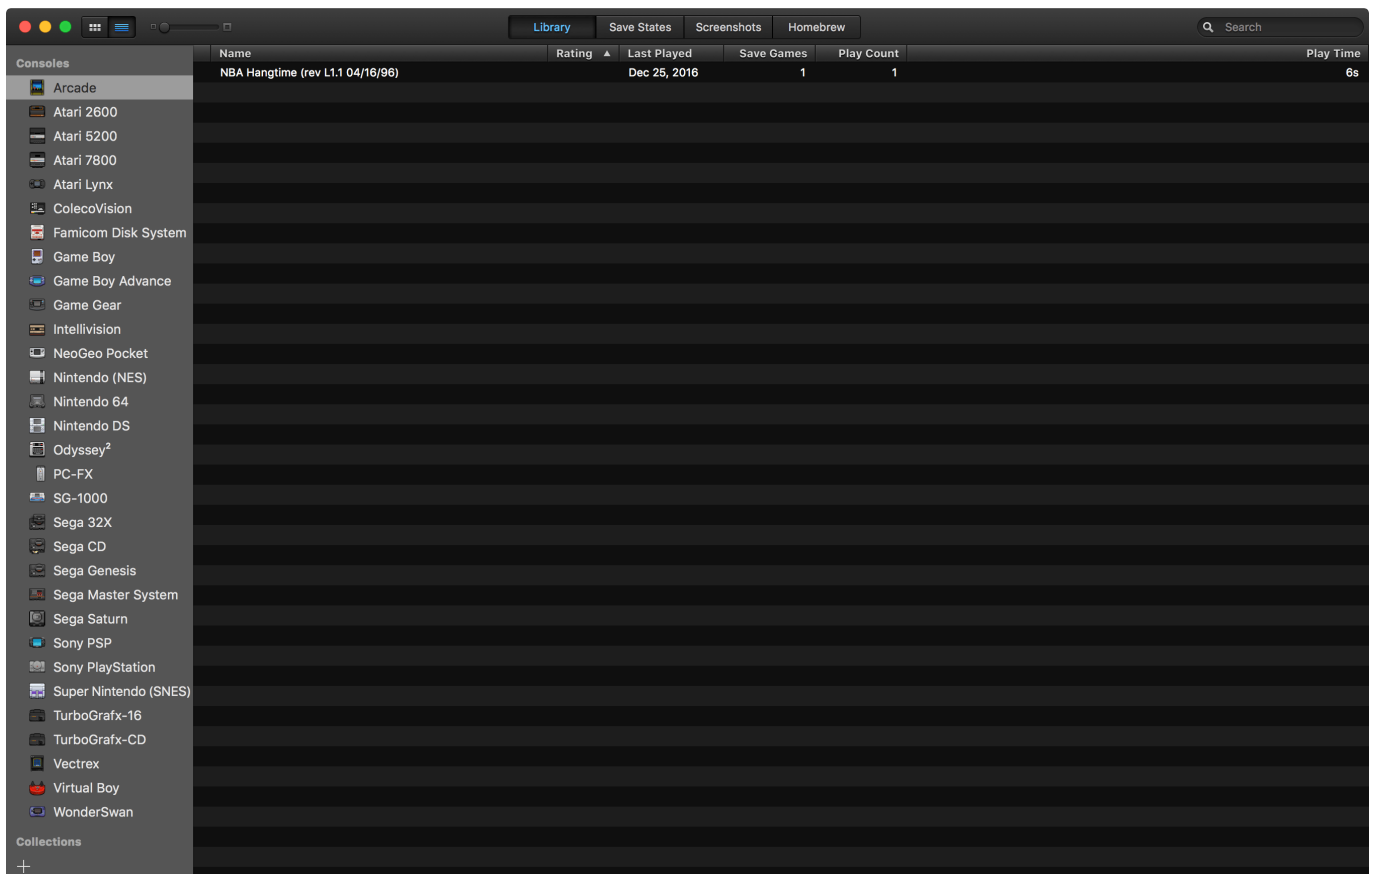 Library Save States Screenshots Homebrew Search
Consoles
Name Rating ▲ Last Played Save Games Play Count Play Time
NBA Hangtime (rev L1.1 04/16/96) Dec 25, 2016 1 1 6s
Arcade
Atari 2600
Atari 5200
Atari 7800
Atari Lynx
ColecoVision
Famicom Disk System
Game Boy
Game Boy Advance
Game Gear
Intellivision
NeoGeo Pocket
Nintendo (NES)
Nintendo 64
Nintendo DS
Odyssey²
PC-FX
SG-1000
Sega 32X
Sega CD
Sega Genesis
Sega Master System
Sega Saturn
Sony PSP
Sony PlayStation
Super Nintendo (SNES)
TurboGrafx-16
TurboGrafx-CD
Vectrex
Virtual Boy
WonderSwan
Collections
+